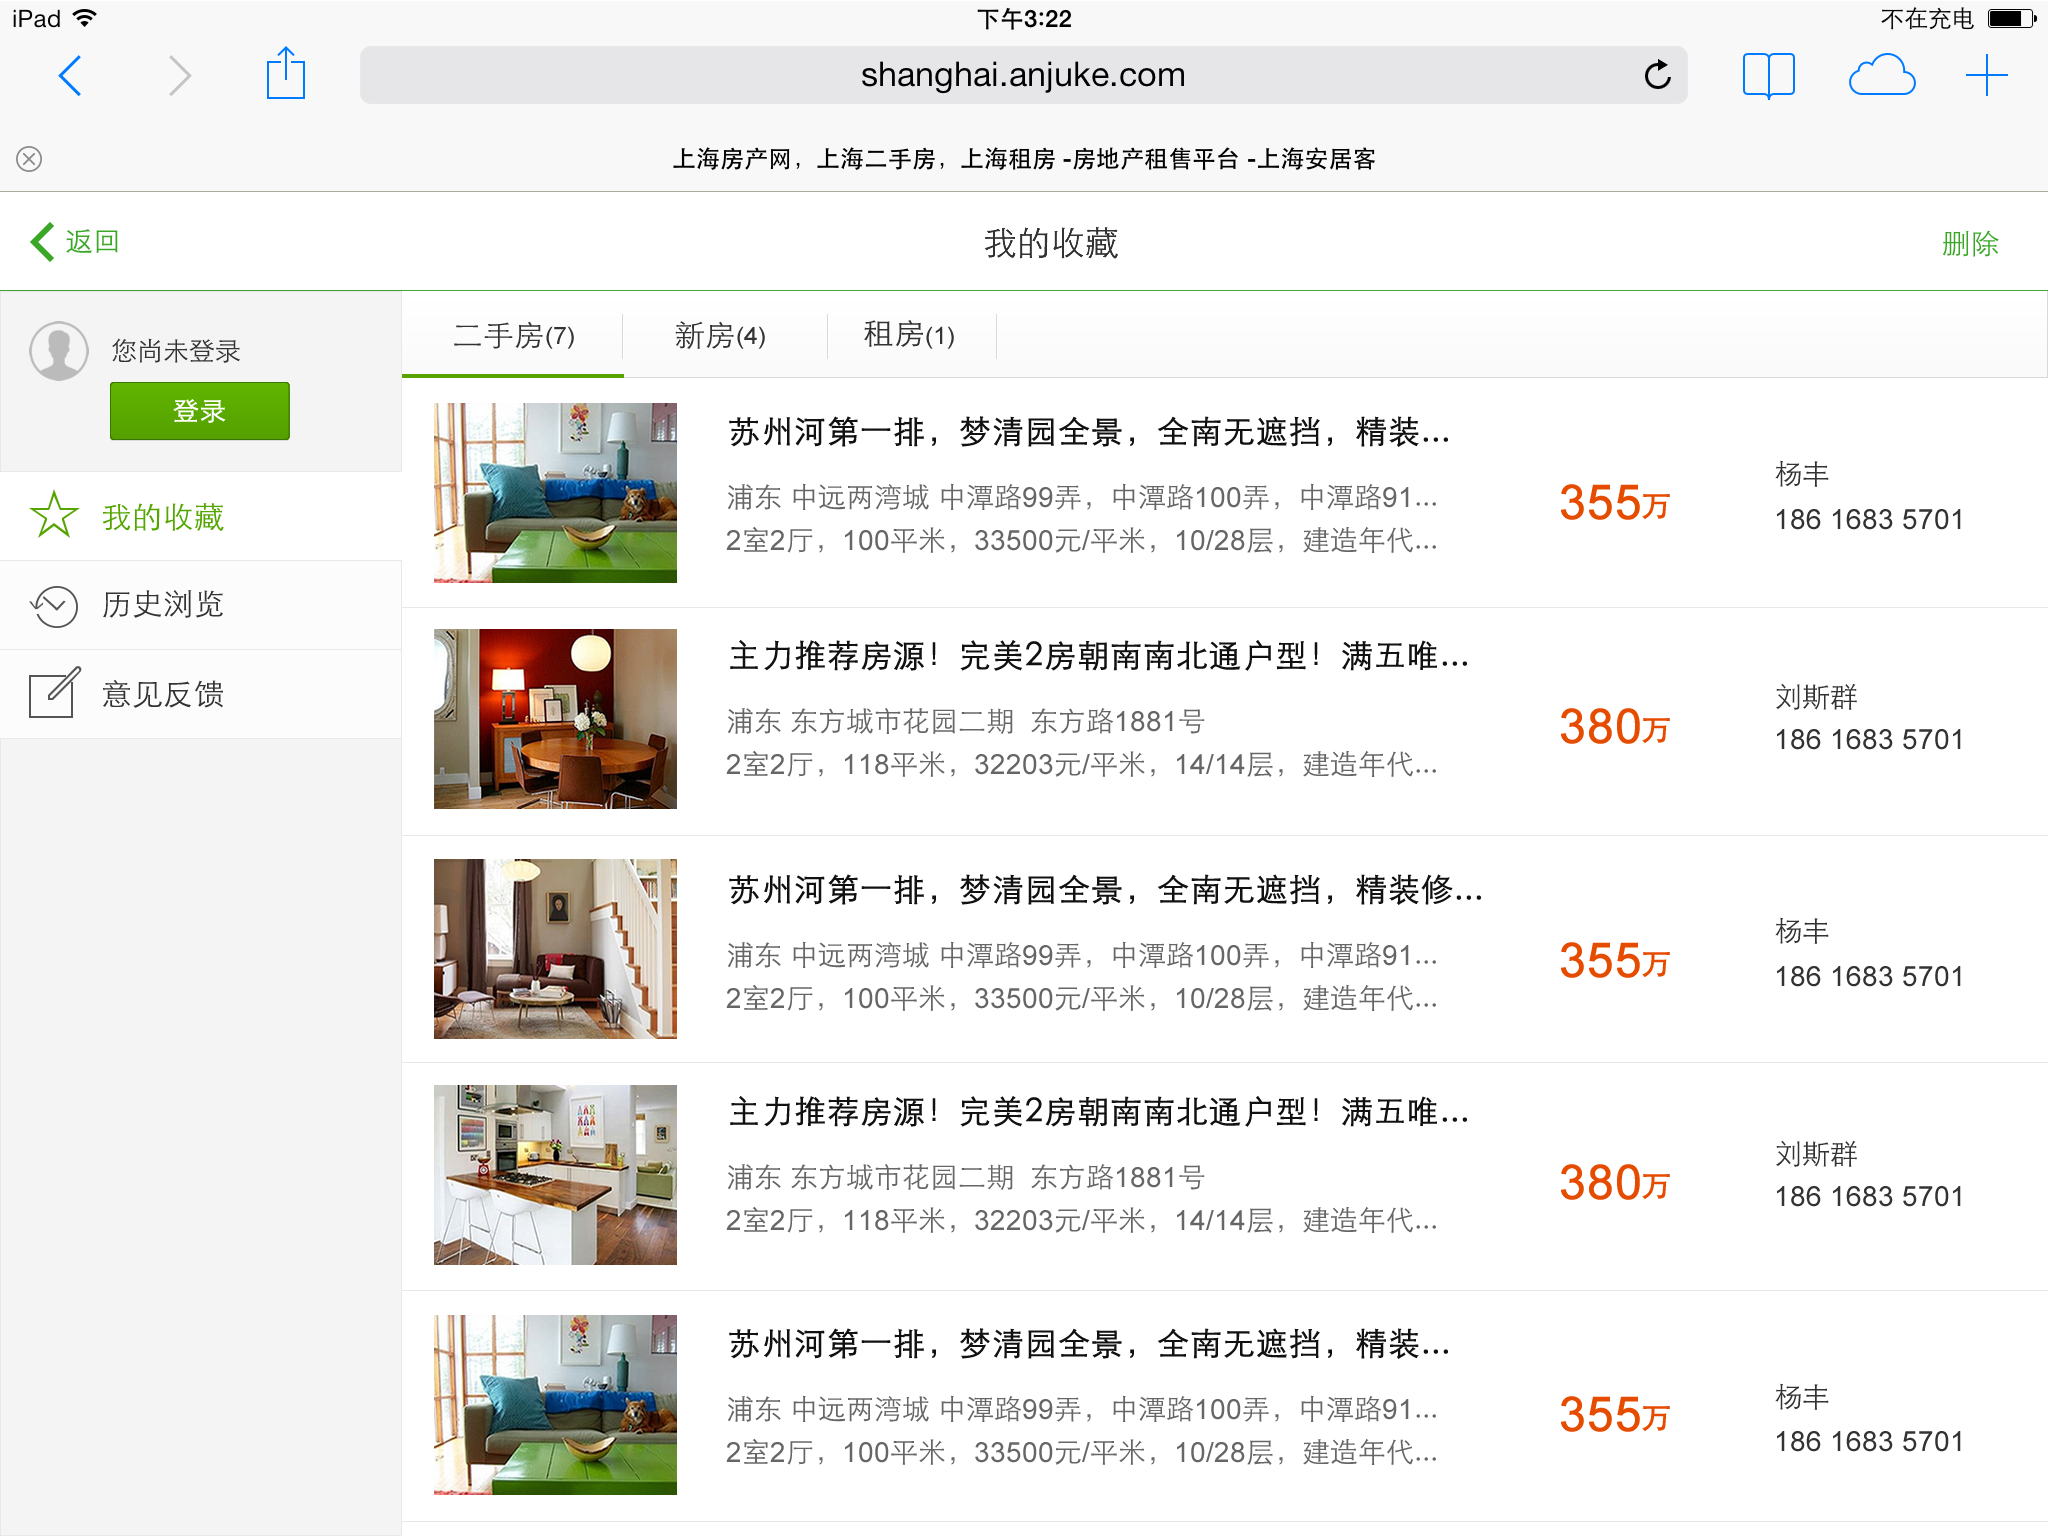 iPad 下午3:22 不在充电
shanghai.anjuke.com
上海房产网，上海二手房，上海租房 -房地产租售平台 -上海安居客
返回 我的收藏 删除
您尚未登录
登录
我的收藏
历史浏览
意见反馈
二手房(7) 新房(4) 租房(1)
苏州河第一排，梦清园全景，全南无遮挡，精装...
浦东 中远两湾城 中潭路99弄，中潭路100弄，中潭路91...
2室2厅，100平米，33500元/平米，10/28层，建造年代...
355万
杨丰
186 1683 5701
主力推荐房源！完美2房朝南南北通户型！满五唯...
浦东 东方城市花园二期 东方路1881号
2室2厅，118平米，32203元/平米，14/14层，建造年代...
380万
刘斯群
186 1683 5701
苏州河第一排，梦清园全景，全南无遮挡，精装修...
浦东 中远两湾城 中潭路99弄，中潭路100弄，中潭路91...
2室2厅，100平米，33500元/平米，10/28层，建造年代...
355万
杨丰
186 1683 5701
主力推荐房源！完美2房朝南南北通户型！满五唯...
浦东 东方城市花园二期 东方路1881号
2室2厅，118平米，32203元/平米，14/14层，建造年代...
380万
刘斯群
186 1683 5701
苏州河第一排，梦清园全景，全南无遮挡，精装...
浦东 中远两湾城 中潭路99弄，中潭路100弄，中潭路91...
2室2厅，100平米，33500元/平米，10/28层，建造年代...
355万
杨丰
186 1683 5701